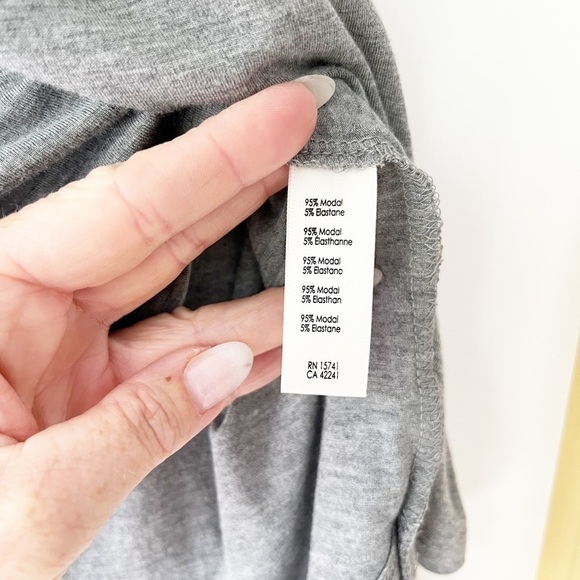 95% Modal
5% Elastane
95% Modal
5% Élasthanne
95% Modal
5% Elastano
95% Modal
5% Elasthan
95% Modal
5% Elastane
RN 15741
CA 42241